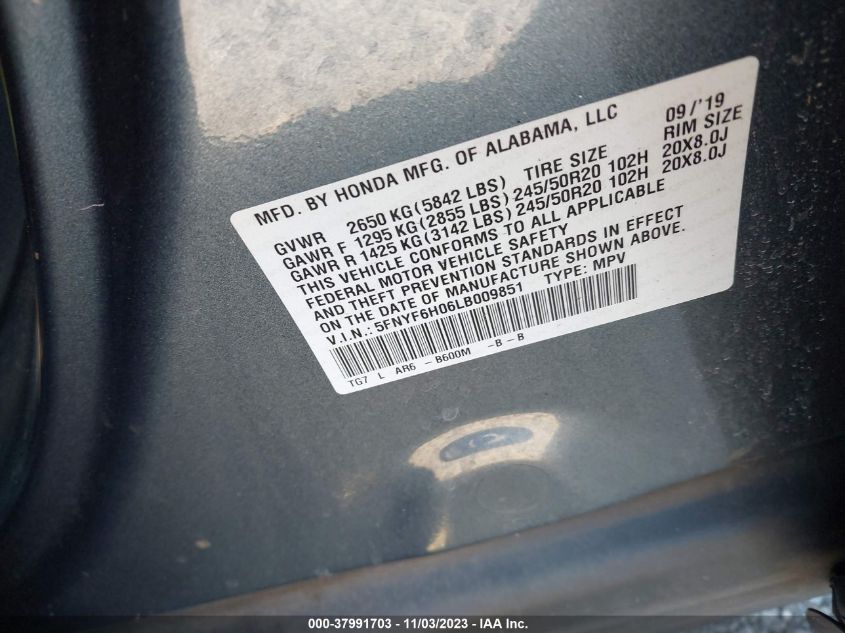 MFD. BY HONDA MFG. OF ALABAMA, LLC 09/'19
GVWR 2650 KG (5842 LBS) TIRE SIZE RIM SIZE
GAWR F 1295 KG (2855 LBS) 245/50R20 102H 20X8.0J
GAWR R 1425 KG (3142 LBS) 245/50R20 102H 20X8.0J
THIS VEHICLE CONFORMS TO ALL APPLICABLE
FEDERAL MOTOR VEHICLE SAFETY
AND THEFT PREVENTION STANDARDS IN EFFECT
ON THE DATE OF MANUFACTURE SHOWN ABOVE.
V.I.N.: 5FNYF6H06LB009851 TYPE: MPV
TG7 L AR6 - B600M -B-B
000-37991703 - 11/03/2023 - IAA Inc.